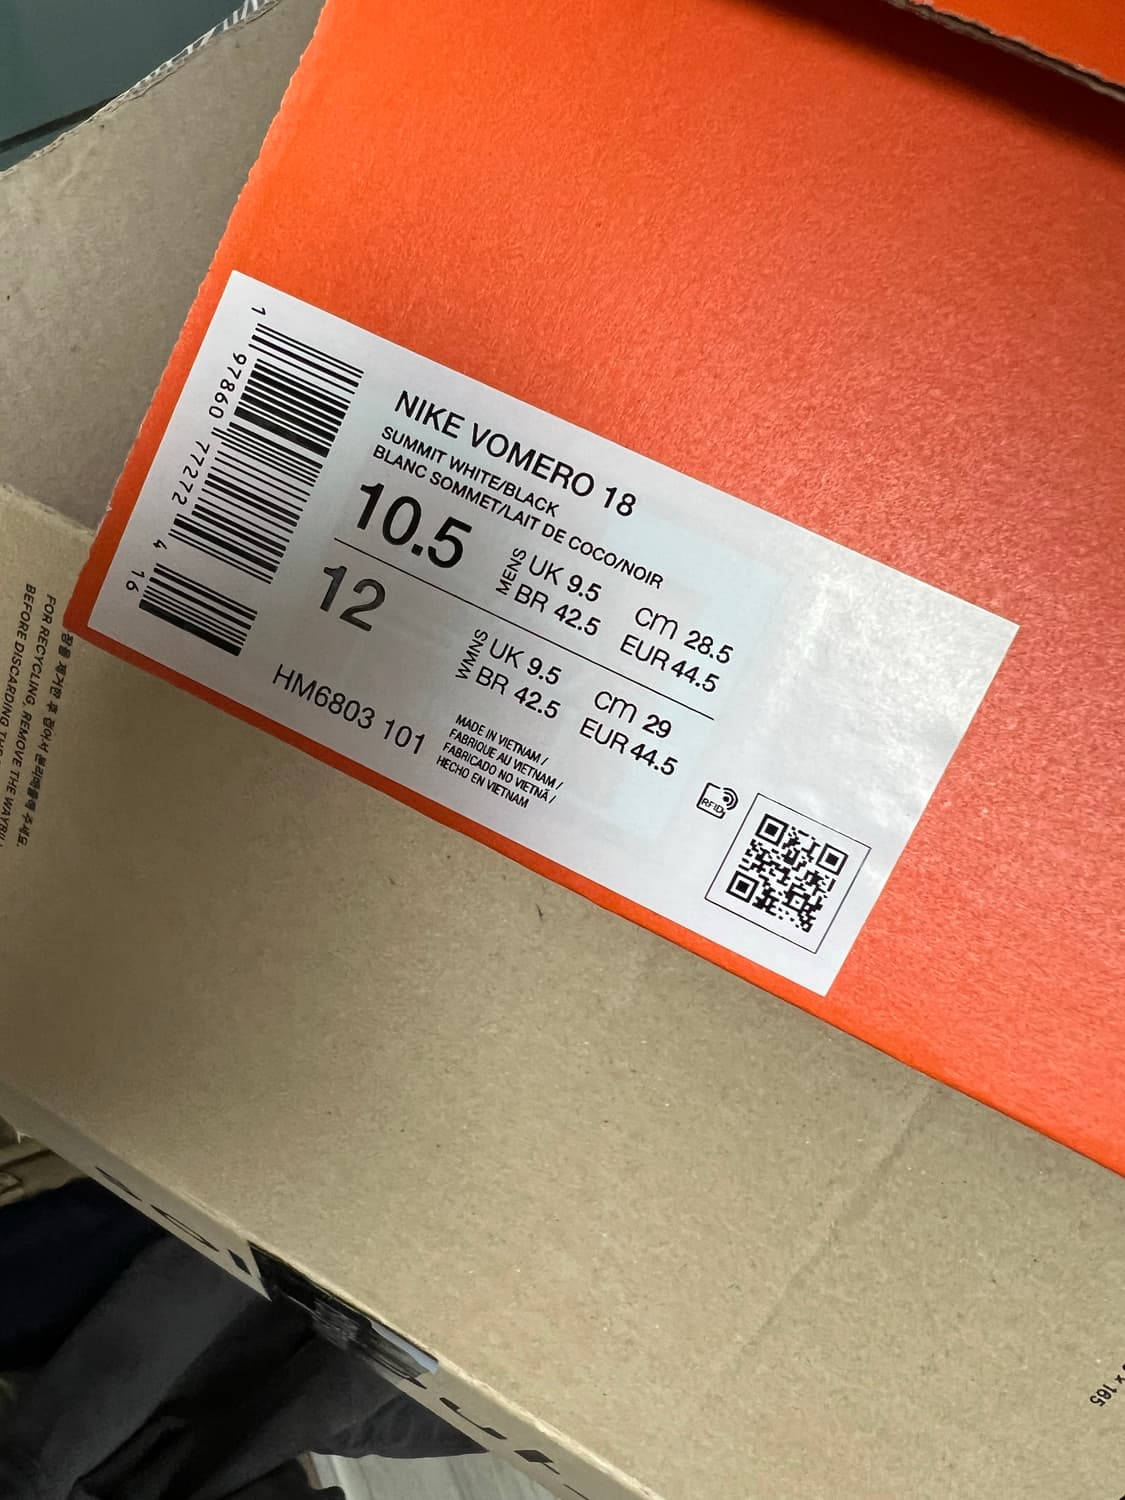 1 97860 77272 4 16
NIKE VOMERO 18
SUMMIT WHITE/BLACK
BLANC SOMMET/LAIT DE COCO/NOIR
10.5
MENS
UK 9.5 cm 28.5
BR 42.5 EUR 44.5
12
WMNS
UK 9.5 cm 29
BR 42.5 EUR 44.5
HM6803 101
MADE IN VIETNAM /
FABRIQUE AU VIETNAM /
FABRICADO NO VIETNÃ /
HECHO EN VIETNAM
RFID
FOR RECYCLING, REMOVE THE WAYBILL
BEFORE DISCARDING
× 165